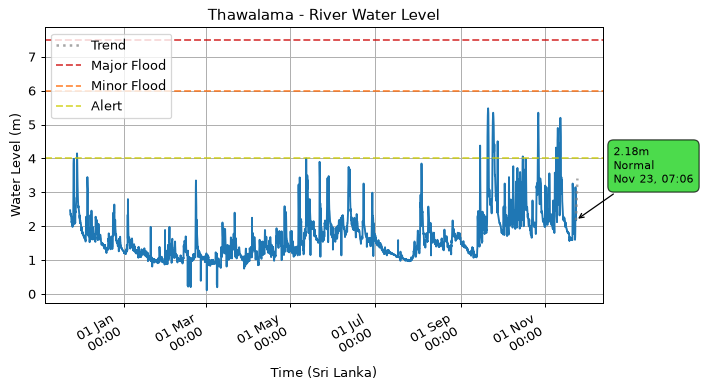 Thawalama - River Water Level
Water Level (m)
7
6
5
4
3
2
1
0
Trend
Major Flood
Minor Flood
Alert
2.18m
Normal
Nov 23, 07:06
01 Jan
00:00
01 Mar
00:00
01 May
00:00
01 Jul
00:00
01 Sep
00:00
01 Nov
00:00
Time (Sri Lanka)